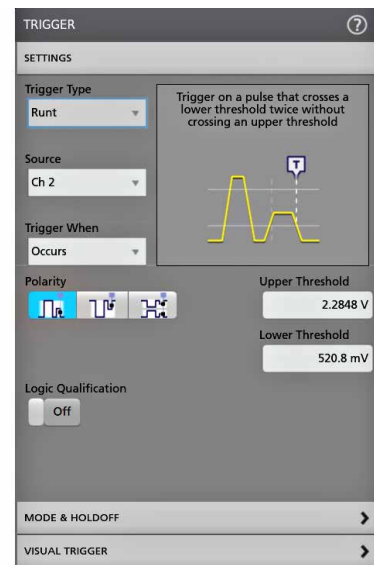 TRIGGER
?
SETTINGS
Trigger Type
Runt
Trigger on a pulse that crosses a
lower threshold twice without
crossing an upper threshold
T
Source
Ch 2
Trigger When
Occurs
Polarity
Upper Threshold
2.2848 V
Lower Threshold
520.8 mV
Logic Qualification
Off
MODE & HOLDOFF
VISUAL TRIGGER